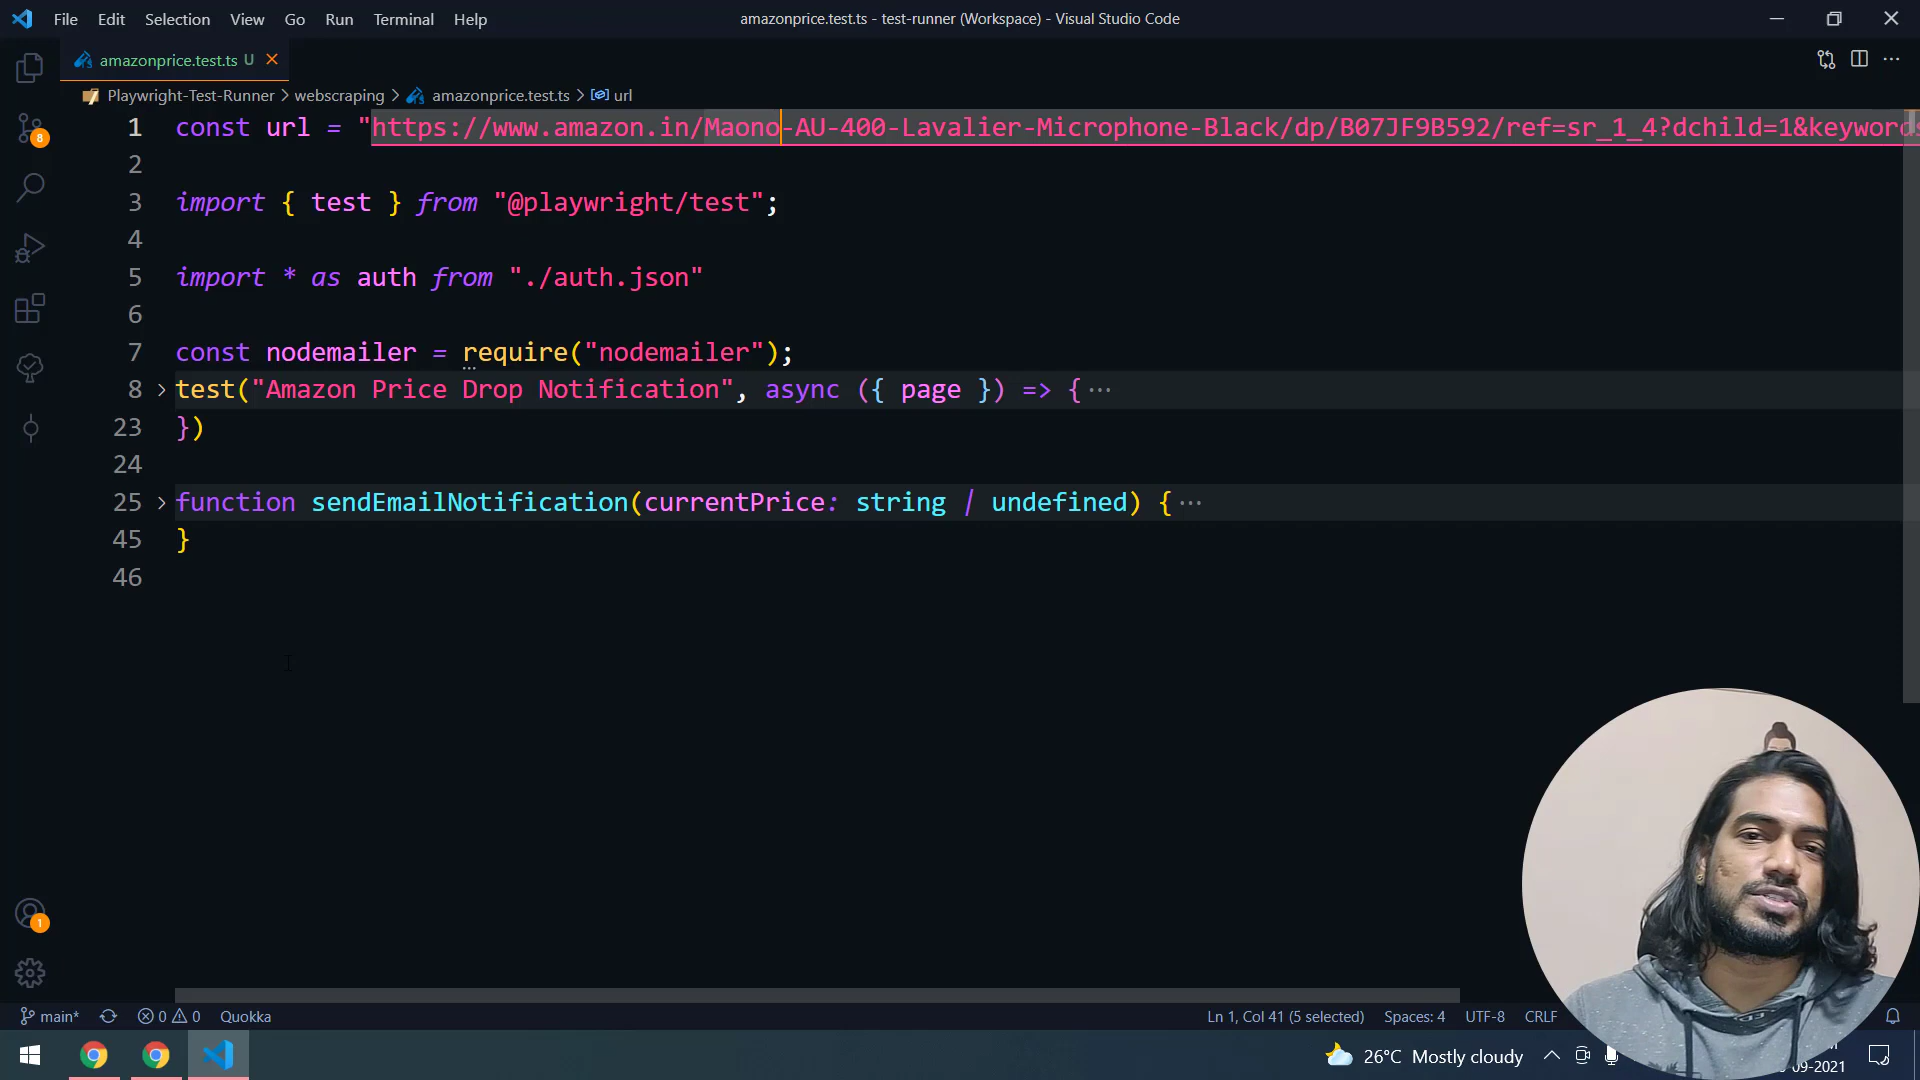 File Edit Selection View Go Run Terminal Help
amazonprice.test.ts - test-runner (Workspace) - Visual Studio Code
amazonprice.test.ts U
Playwright-Test-Runner > webscraping > amazonprice.test.ts > url
1 const url = "https://www.amazon.in/Maono-AU-400-Lavalier-Microphone-Black/dp/B07JF9B592/ref=sr_1_4?dchild=1&keywords
2
3 import { test } from "@playwright/test";
4
5 import * as auth from "./auth.json"
6
7 const nodemailer = require("nodemailer");
8 test("Amazon Price Drop Notification", async ({ page }) => {···
23 })
24
25 function sendEmailNotification(currentPrice: string | undefined) {···
45 }
46
8
1
main* 0 0 Quokka
Ln 1, Col 41 (5 selected) Spaces: 4 UTF-8 CRLF
26°C Mostly cloudy
09-2021